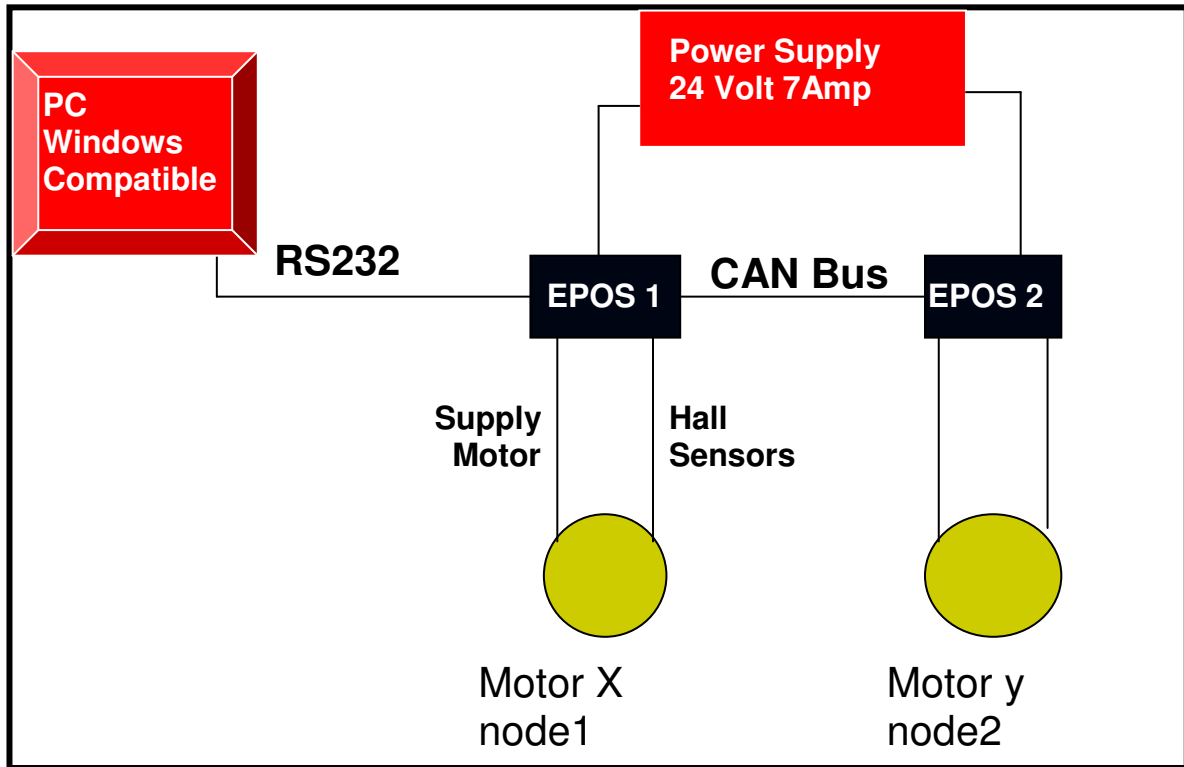 Power Supply
24 Volt 7Amp
PC
Windows
Compatible
RS232
CAN Bus
EPOS 1
EPOS 2
Supply
Motor
Hall
Sensors
Motor X
node1
Motor y
node2